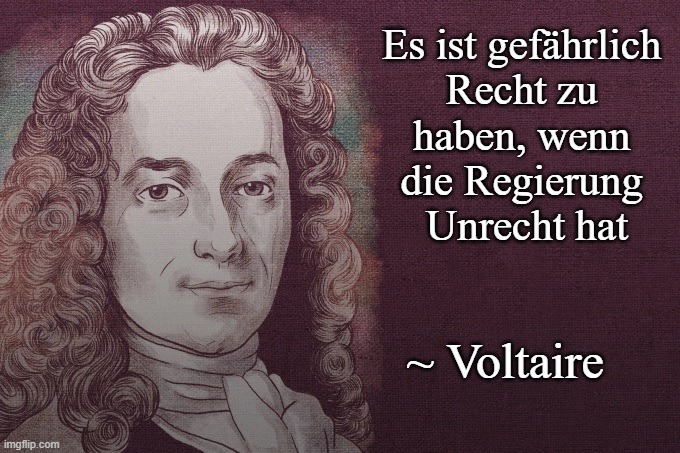 Es ist gefährlich
Recht zu
haben, wenn
die Regierung
Unrecht hat
~ Voltaire
imgflip.com